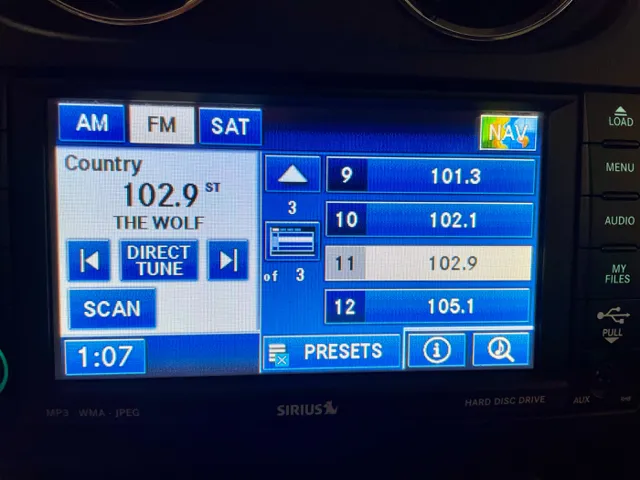 AM FM SAT NAV
Country
102.9 ST
THE WOLF
DIRECT
TUNE
SCAN
1:07
3
of 3
9 101.3
10 102.1
11 102.9
12 105.1
PRESETS
LOAD
MENU
AUDIO
MY
FILES
PULL
MP3 WMA - JPEG
SIRIUS
HARD DISC DRIVE
AUX